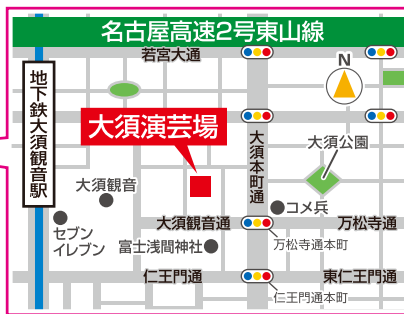 名古屋高速2号東山線
若宮大通
N
地下鉄大須観音駅
大須演芸場
大須本町通
大須公園
大須観音
コメ兵
セブン
イレブン
大須観音通
万松寺通
富士浅間神社
万松寺通本町
仁王門通
東仁王門通
仁王門通本町